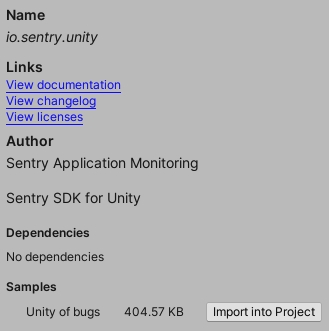 Name
io.sentry.unity
Links
View documentation
View changelog
View licenses
Author
Sentry Application Monitoring
Sentry SDK for Unity
Dependencies
No dependencies
Samples
Unity of bugs 404.57 KB Import into Project